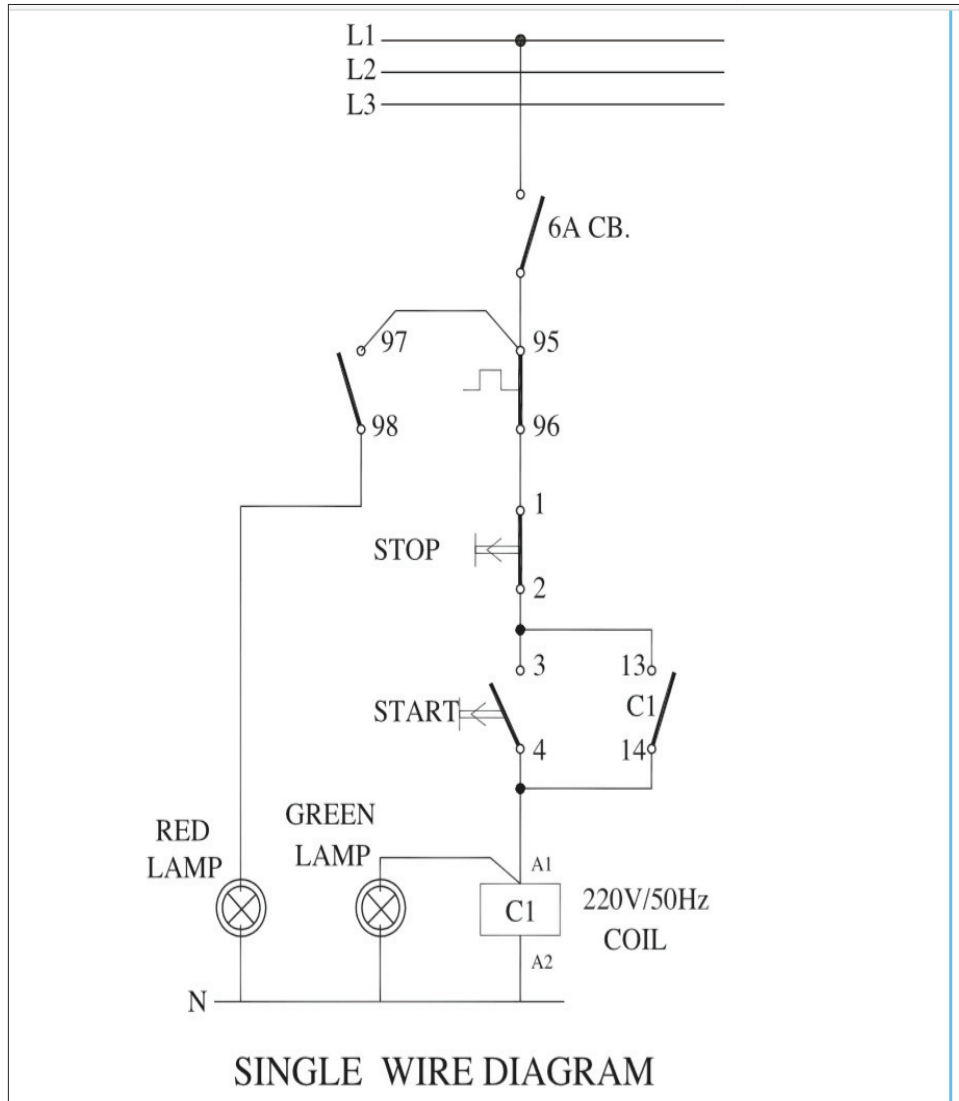 L1
L2
L3
6A CB.
97
95
98
96
1
STOP
2
3
13
START
C1
4
14
GREEN
RED
LAMP
LAMP
A1
C1
220V/50Hz
COIL
A2
N
SINGLE WIRE DIAGRAM